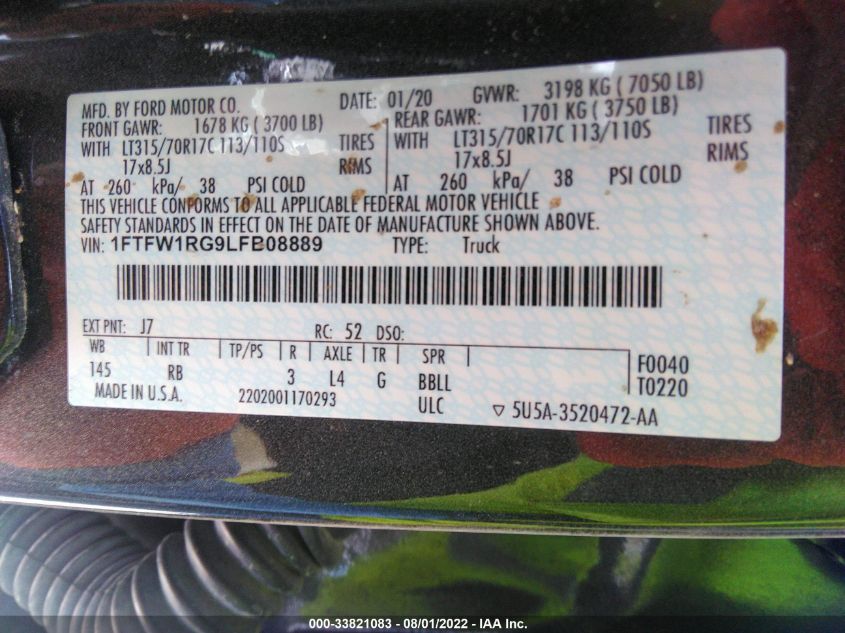 MFD. BY FORD MOTOR CO. DATE: 01/20 GVWR: 3198 KG ( 7050 LB)
FRONT GAWR: 1678 KG ( 3700 LB) REAR GAWR: 1701 KG ( 3750 LB)
WITH LT315/70R17C 113/110S TIRES WITH LT315/70R17C 113/110S TIRES
17x8.5J RIMS 17x8.5J RIMS
AT 260 kPa/ 38 PSI COLD AT 260 kPa/ 38 PSI COLD
THIS VEHICLE CONFORMS TO ALL APPLICABLE FEDERAL MOTOR VEHICLE
SAFETY STANDARDS IN EFFECT ON THE DATE OF MANUFACTURE SHOWN ABOVE.
VIN: 1FTFW1RG9LFB08889 TYPE: Truck
EXT PNT: J7 RC: 52 DSO:
WB INT TR TP/PS R AXLE TR SPR F0040
145 RB 3 L4 G BBLL T0220
MADE IN U.S.A. 2202001170293 ULC ▽ 5U5A-3520472-AA
000-33821083 - 08/01/2022 - IAA Inc.